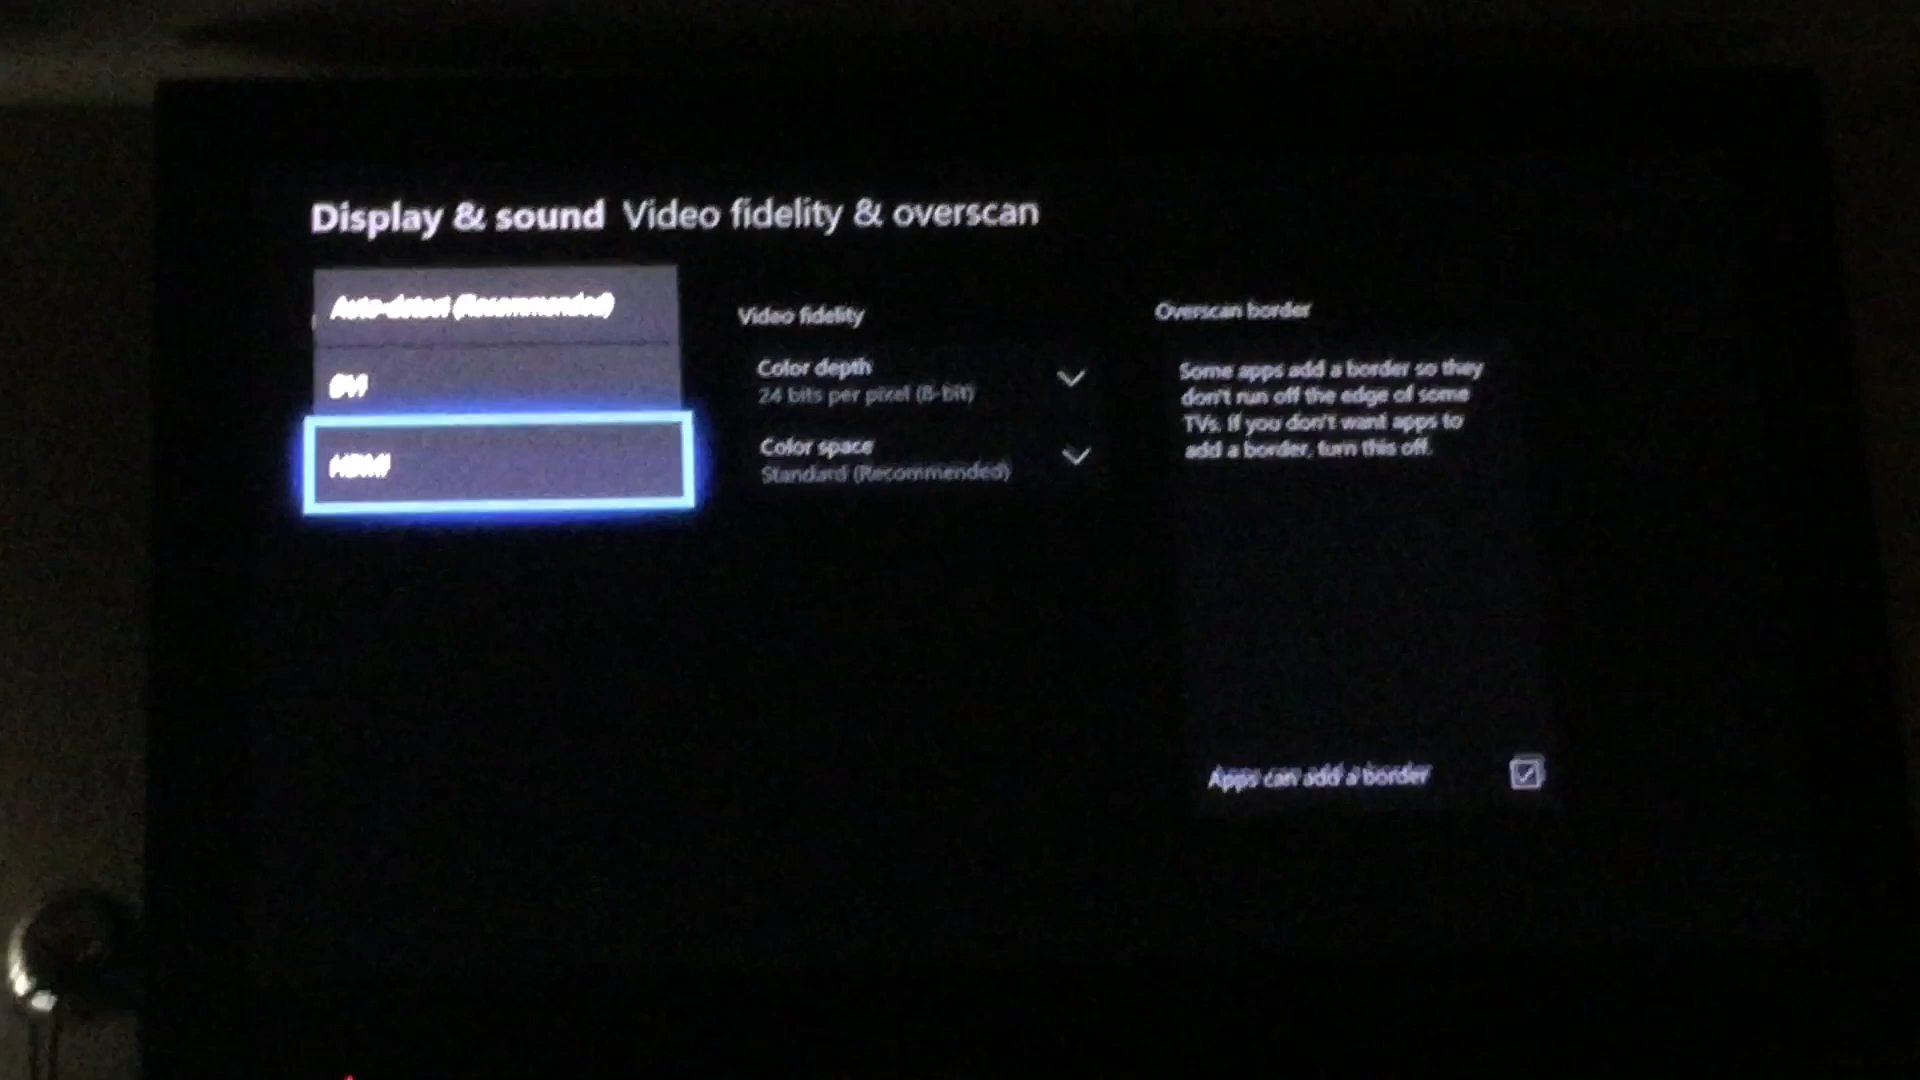 Display & sound Video fidelity & overscan
Auto-detect (Recommended)
DVI
HDMI
Video fidelity
Color depth
24 bits per pixel (8-bit)
Color space
Standard (Recommended)
Overscan border
Some apps add a border so they
don't run off the edge of some
TVs. If you don't want apps to
add a border, turn this off.
Apps can add a border